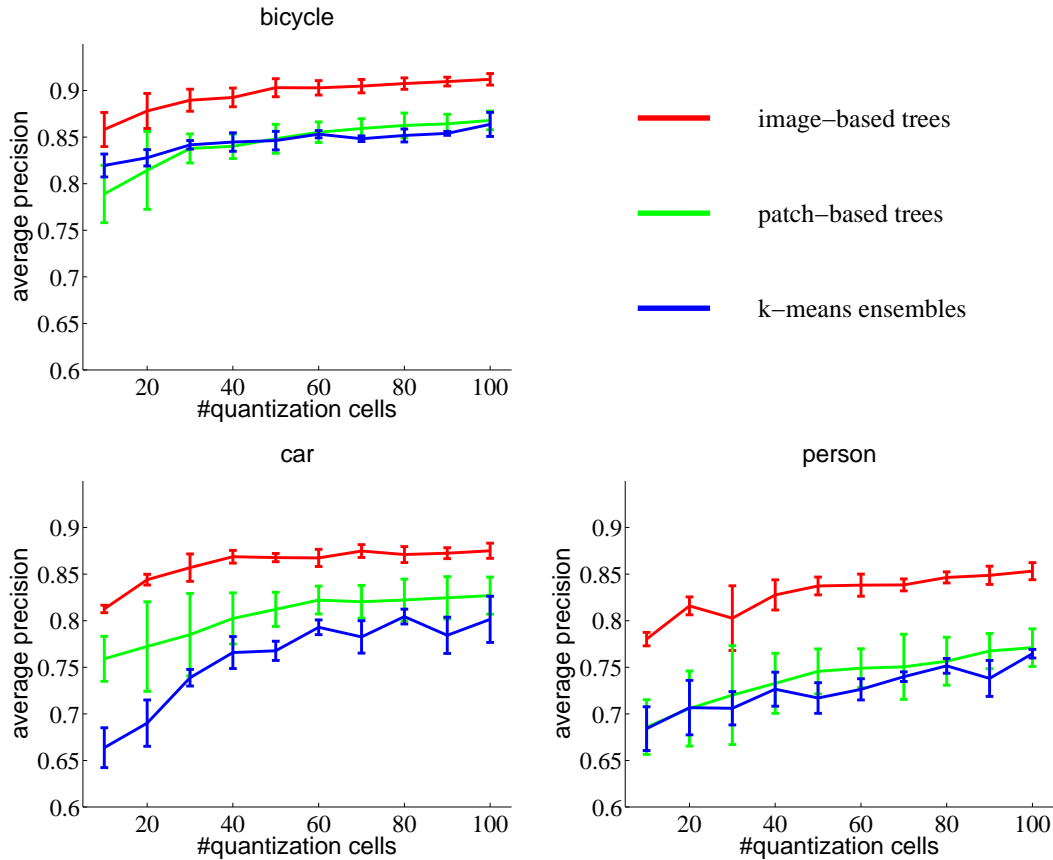 bicycle
0.9
0.85
0.8
0.75
0.7
0.65
0.6
average precision
20 40 60 80 100
#quantization cells
image−based trees
patch−based trees
k−means ensembles
car
0.9
0.85
0.8
0.75
0.7
0.65
0.6
average precision
20 40 60 80 100
#quantization cells
person
0.9
0.85
0.8
0.75
0.7
0.65
0.6
average precision
20 40 60 80 100
#quantization cells